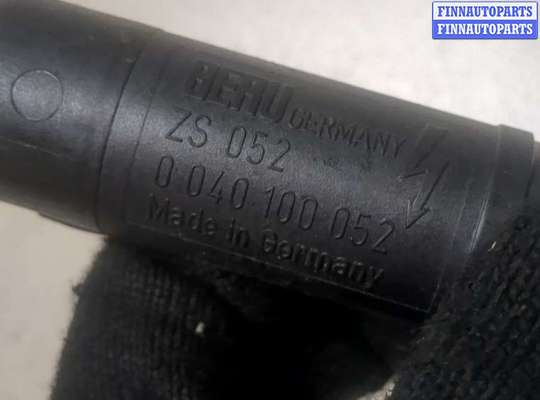 FINNAUTOPARTS
FINNAUTOPARTS
BERU GERMANY
ZS 052
0 040 100 052
Made in Germany